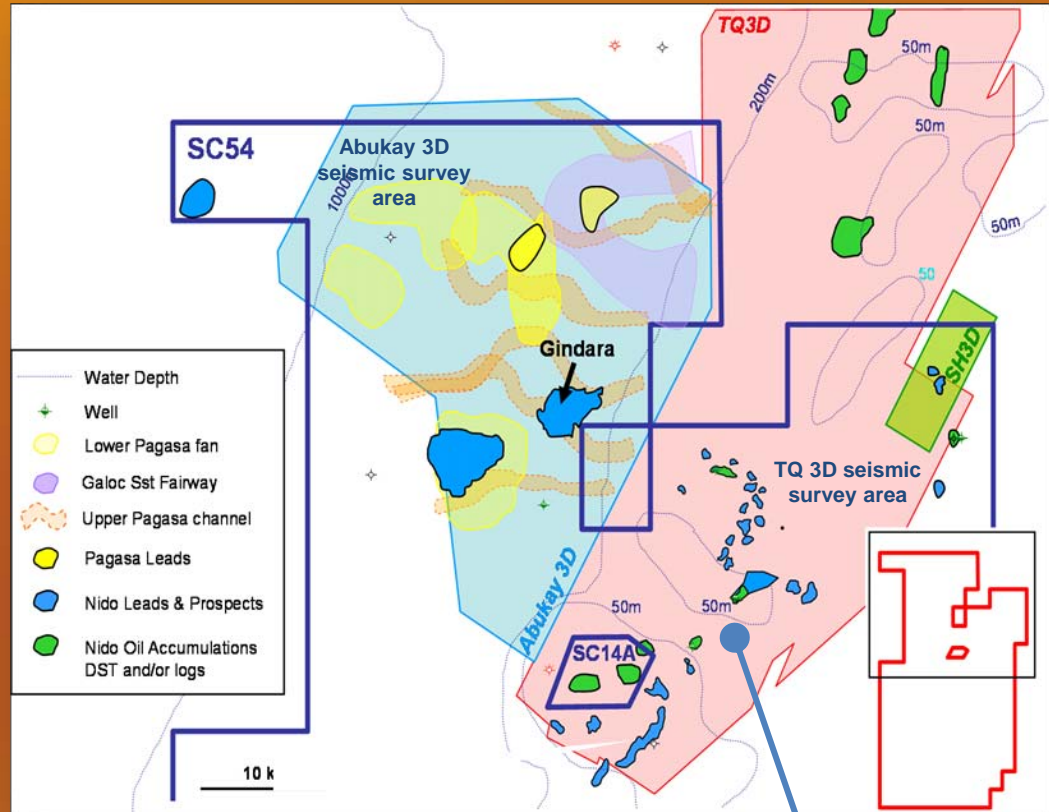 TQ3D
50m
200m
50m
SC54
Abukay 3D
seismic survey
area
1000m
50m
50
Gindara
SH3D
Water Depth
Well
Lower Pagasa fan
Galoc Sst Fairway
Upper Pagasa channel
Pagasa Leads
Nido Leads & Prospects
Nido Oil Accumulations
DST and/or logs
TQ 3D seismic
survey area
Abukay 3D
50m
50m
SC14A
10 k